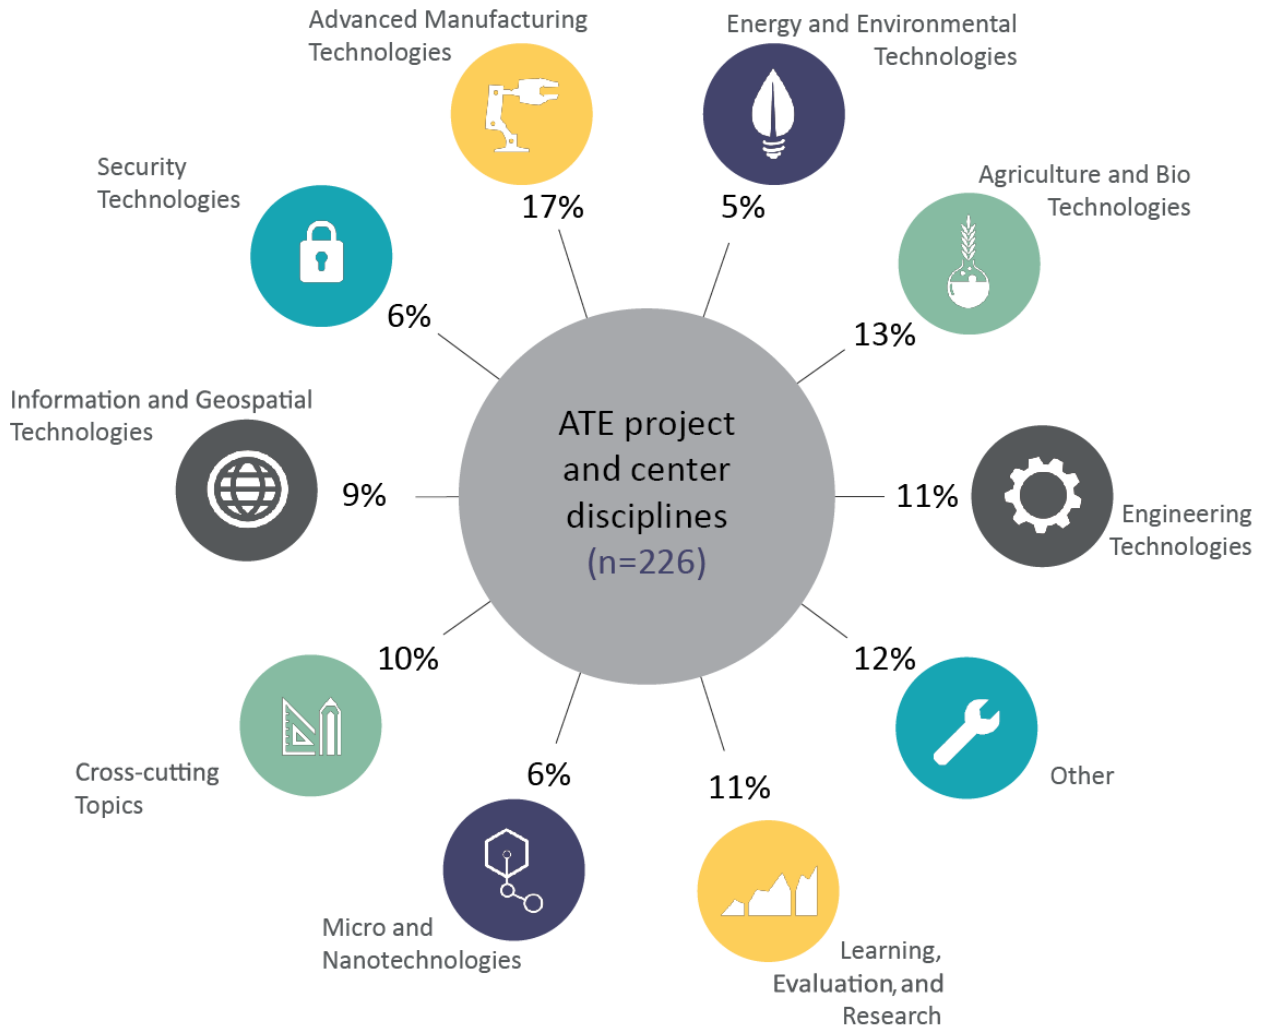 Advanced Manufacturing
Technologies
17%
Energy and Environmental
Technologies
5%
Agriculture and Bio
Technologies
13%
Engineering
Technologies
11%
Other
12%
Learning,
Evaluation, and
Research
11%
Micro and
Nanotechnologies
6%
Cross-cutting
Topics
10%
Information and Geospatial
Technologies
9%
Security
Technologies
6%
ATE project
and center
disciplines
(n=226)